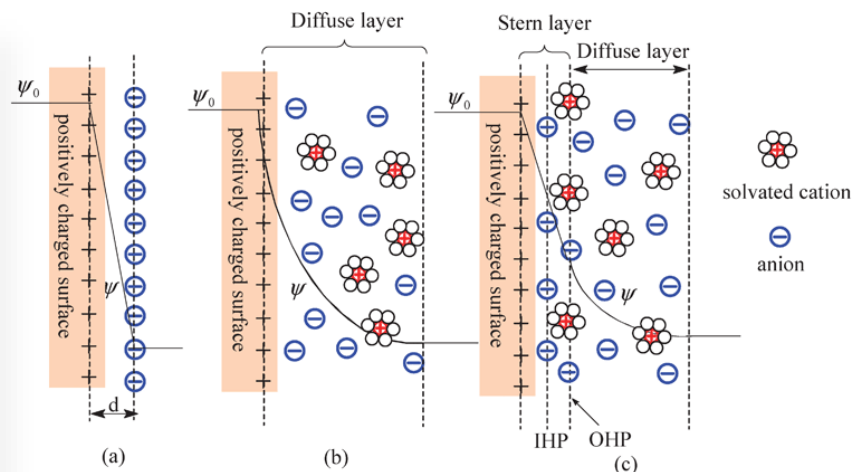 Diffuse layer
Stern layer
Diffuse layer
ψ₀
positively charged surface
ψ
d
(a)
ψ₀
positively charged surface
ψ
(b)
ψ₀
positively charged surface
ψ
IHP
OHP
(c)
solvated cation
anion